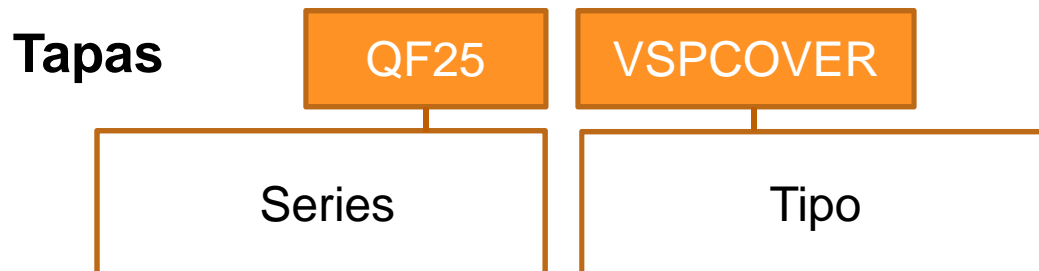 Tapas
QF25
VSPCOVER
Series
Tipo